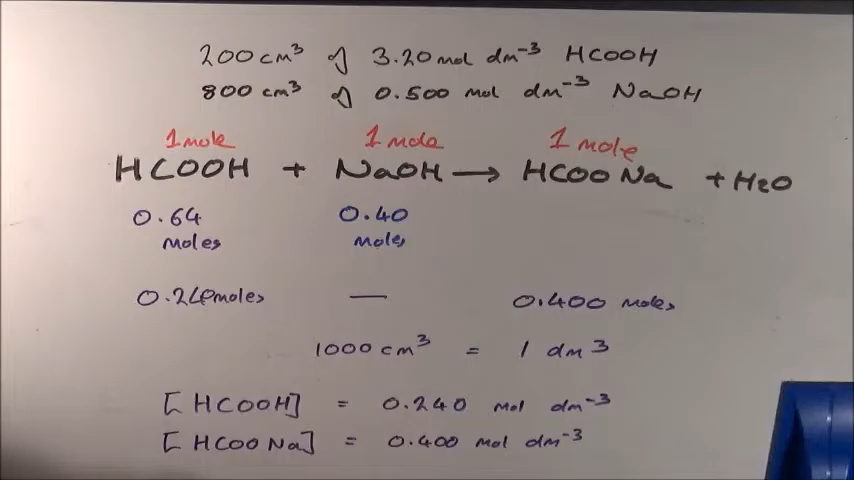 200 cm³ of 3.20 mol dm⁻³ HCOOH
800 cm³ of 0.500 mol dm⁻³ NaOH
1 mole 1 mole 1 mole
HCOOH + NaOH → HCOONa + H₂O
0.64 0.40
moles moles
0.240 moles — 0.400 moles
1000 cm³ = 1 dm³
[HCOOH] = 0.240 mol dm⁻³
[HCOONa] = 0.400 mol dm⁻³